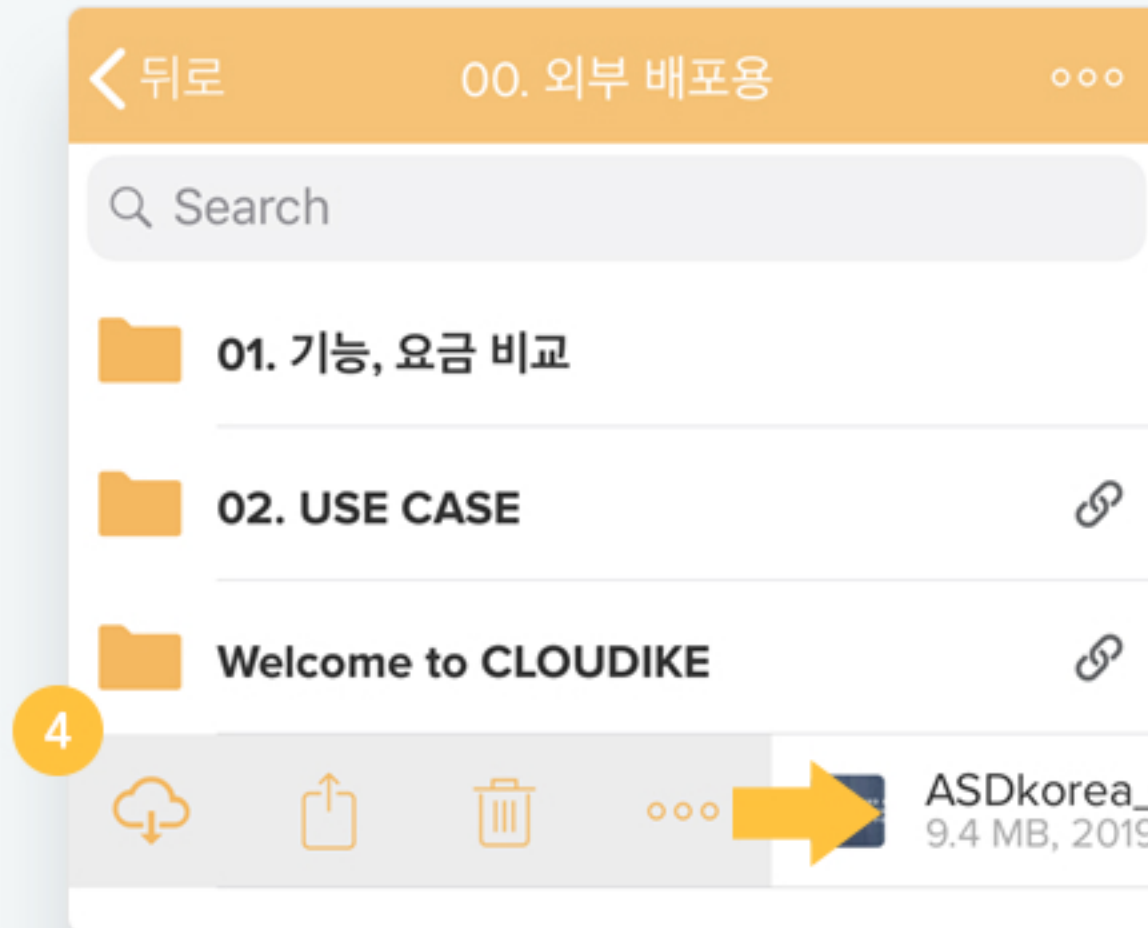 뒤로 00. 외부 배포용
Search
01. 기능, 요금 비교
02. USE CASE
Welcome to CLOUDIKE
4
ASDkorea_
9.4 MB, 2019